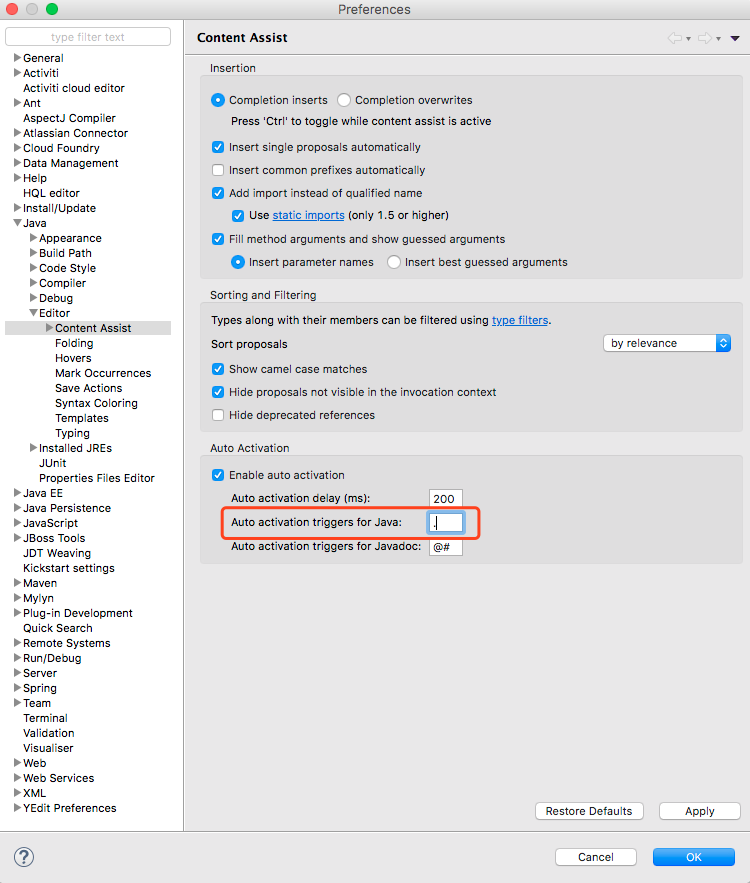 Preferences
type filter text
General
Activiti
Activiti cloud editor
Ant
AspectJ Compiler
Atlassian Connector
Cloud Foundry
Data Management
Help
HQL editor
Install/Update
Java
Appearance
Build Path
Code Style
Compiler
Debug
Editor
Content Assist
Folding
Hovers
Mark Occurrences
Save Actions
Syntax Coloring
Templates
Typing
Installed JREs
JUnit
Properties Files Editor
Java EE
Java Persistence
JavaScript
JBoss Tools
JDT Weaving
Kickstart settings
Maven
Mylyn
Plug-in Development
Quick Search
Remote Systems
Run/Debug
Server
Spring
Team
Terminal
Validation
Visualiser
Web
Web Services
XML
YEdit Preferences
Content Assist
Insertion
Completion inserts Completion overwrites
Press 'Ctrl' to toggle while content assist is active
Insert single proposals automatically
Insert common prefixes automatically
Add import instead of qualified name
Use static imports (only 1.5 or higher)
Fill method arguments and show guessed arguments
Insert parameter names Insert best guessed arguments
Sorting and Filtering
Types along with their members can be filtered using type filters.
Sort proposals by relevance
Show camel case matches
Hide proposals not visible in the invocation context
Hide deprecated references
Auto Activation
Enable auto activation
Auto activation delay (ms): 200
Auto activation triggers for Java: .
Auto activation triggers for Javadoc: @#
Restore Defaults Apply
? Cancel OK